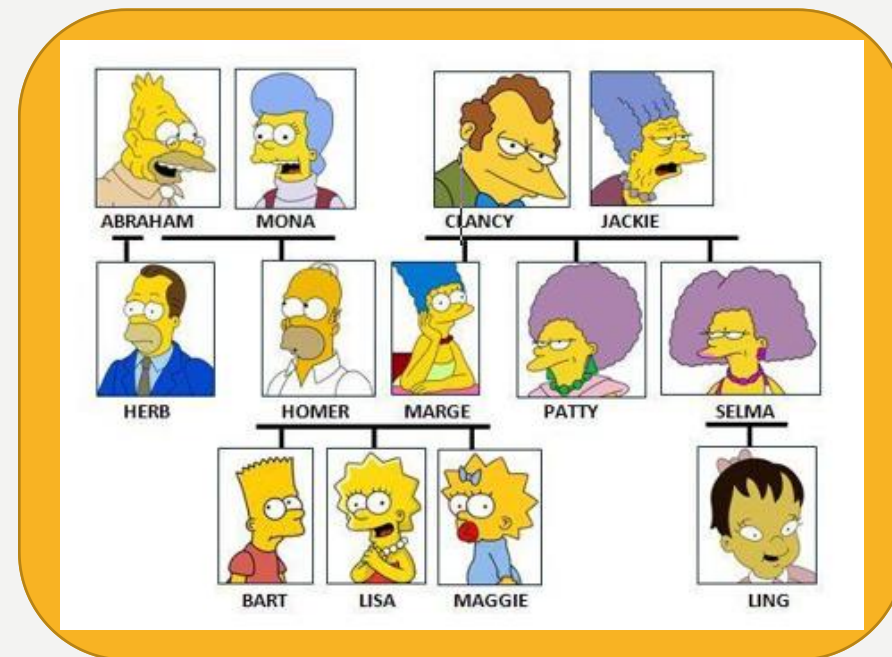 ABRAHAM MONA CLANCY JACKIE
HERB HOMER MARGE PATTY SELMA
BART LISA MAGGIE LING